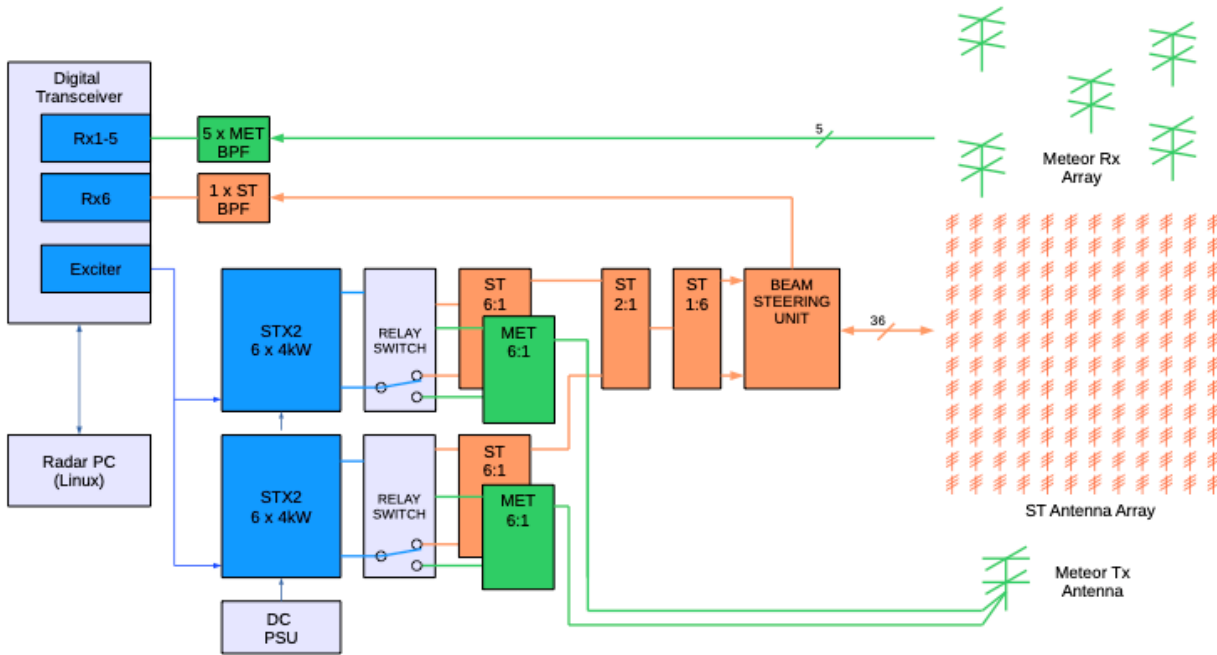 Digital
Transceiver
Rx1-5
5 x MET
BPF
5
Meteor Rx
Array
Rx6
1 x ST
BPF
Exciter
STX2
6 x 4kW
RELAY
SWITCH
ST
6:1
MET
6:1
ST
2:1
ST
1:6
BEAM
STEERING
UNIT
36
ST Antenna Array
Radar PC
(Linux)
STX2
6 x 4kW
RELAY
SWITCH
ST
6:1
MET
6:1
DC
PSU
Meteor Tx
Antenna